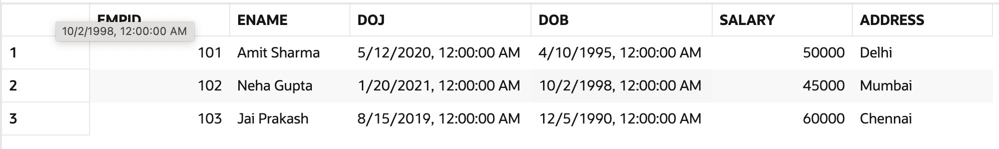 EMPID ENAME DOJ DOB SALARY ADDRESS
10/2/1998, 12:00:00 AM
1 101 Amit Sharma 5/12/2020, 12:00:00 AM 4/10/1995, 12:00:00 AM 50000 Delhi
2 102 Neha Gupta 1/20/2021, 12:00:00 AM 10/2/1998, 12:00:00 AM 45000 Mumbai
3 103 Jai Prakash 8/15/2019, 12:00:00 AM 12/5/1990, 12:00:00 AM 60000 Chennai